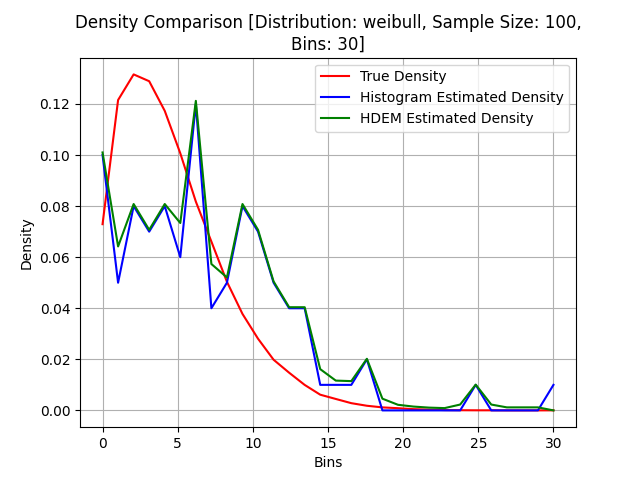 Density Comparison [Distribution: weibull, Sample Size: 100,
Bins: 30]
True Density
Histogram Estimated Density
HDEM Estimated Density
Density
0.12
0.10
0.08
0.06
0.04
0.02
0.00
0 5 10 15 20 25 30
Bins